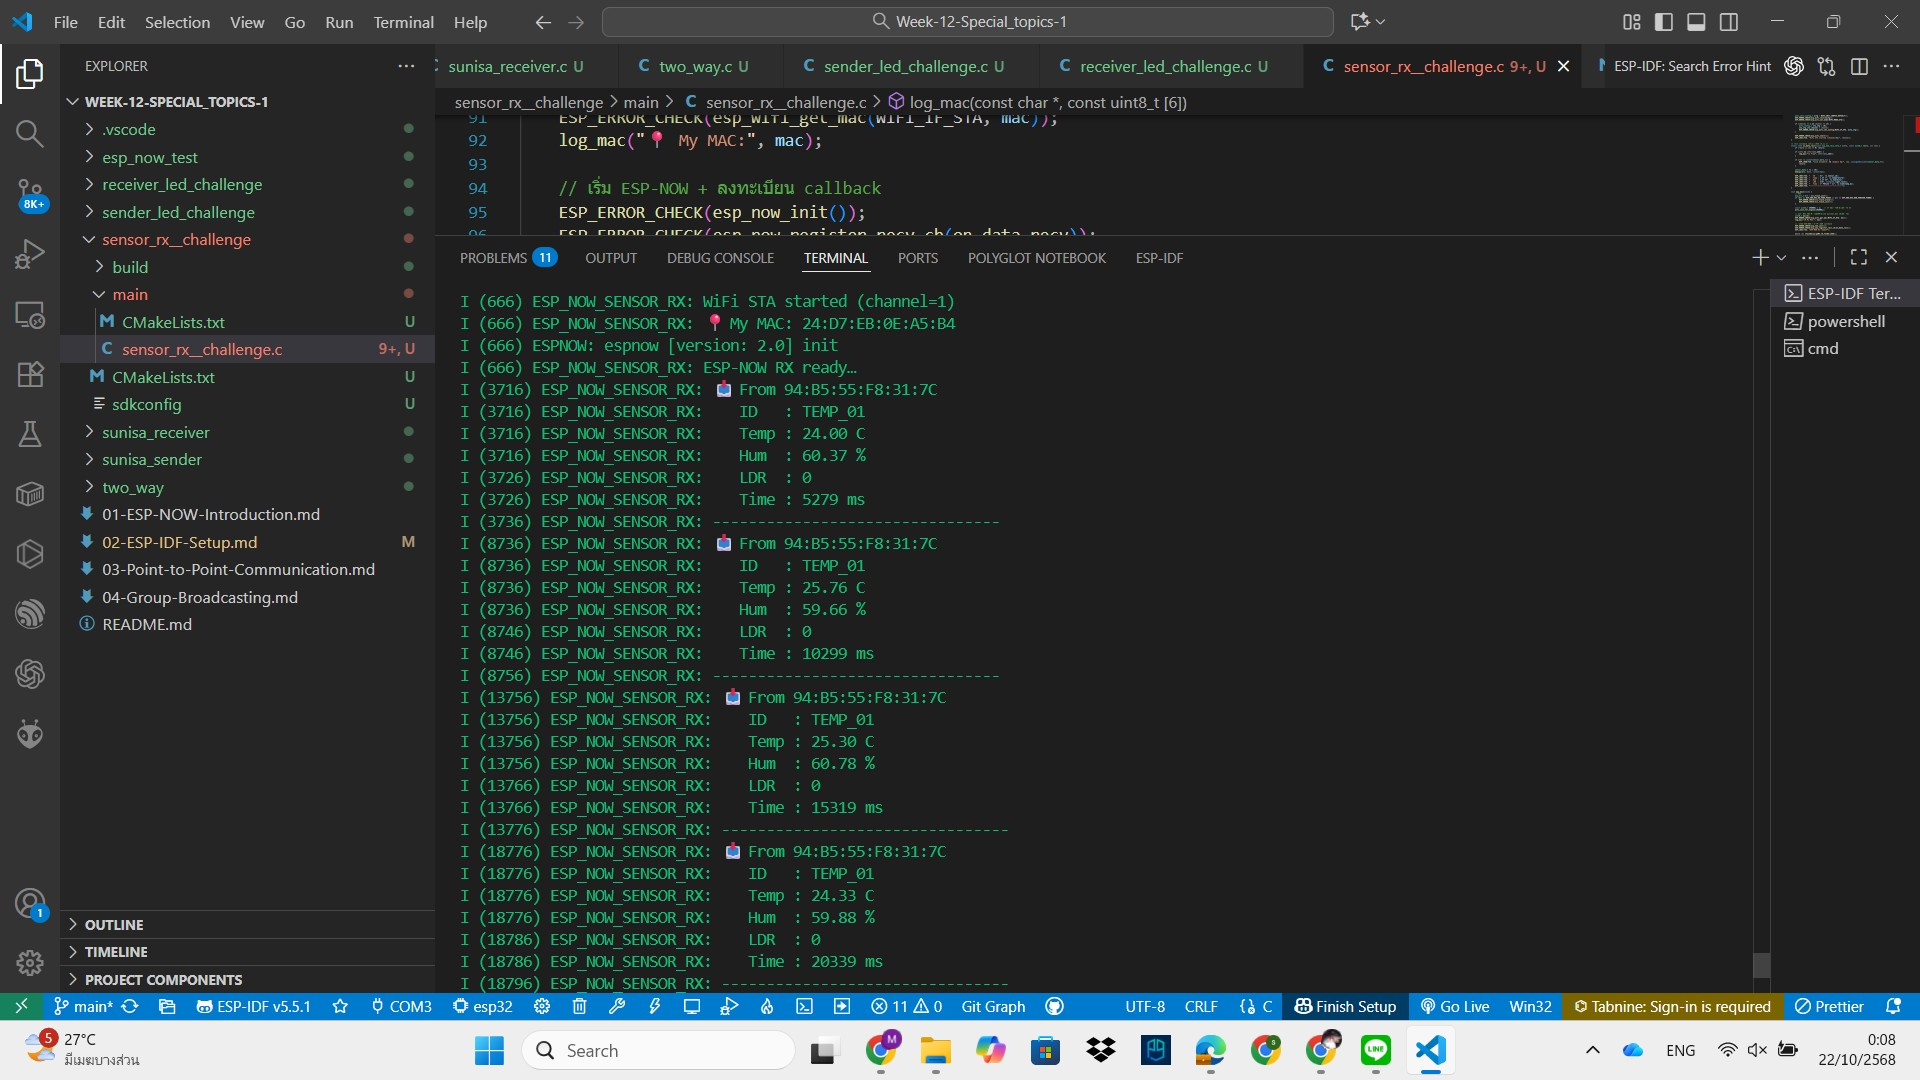 File Edit Selection View Go Run Terminal Help
Week-12-Special_topics-1
EXPLORER
sunisa_receiver.c U
two_way.c U
sender_led_challenge.c U
receiver_led_challenge.c U
sensor_rx__challenge.c 9+, U
ESP-IDF: Search Error Hint
sensor_rx__challenge > main > C sensor_rx__challenge.c > log_mac(const char *, const uint8_t [6])
WEEK-12-SPECIAL_TOPICS-1
.vscode
esp_now_test
receiver_led_challenge
sender_led_challenge
sensor_rx__challenge
build
main
CMakeLists.txt U
sensor_rx__challenge.c 9+, U
CMakeLists.txt U
sdkconfig U
sunisa_receiver
sunisa_sender
two_way
01-ESP-NOW-Introduction.md
02-ESP-IDF-Setup.md M
03-Point-to-Point-Communication.md
04-Group-Broadcasting.md
README.md
OUTLINE
TIMELINE
PROJECT COMPONENTS
8K+
1
91 ESP_ERROR_CHECK(esp_wifi_get_mac(WIFI_IF_STA, mac));
92 log_mac("📍 My MAC:", mac);
93
94 // เริ่ม ESP-NOW + ลงทะเบียน callback
95 ESP_ERROR_CHECK(esp_now_init());
96 ESP_ERROR_CHECK(esp_now_register_recv_cb(on_data_recv));
PROBLEMS 11 OUTPUT DEBUG CONSOLE TERMINAL PORTS POLYGLOT NOTEBOOK ESP-IDF
ESP-IDF Ter...
powershell
cmd
I (666) ESP_NOW_SENSOR_RX: WiFi STA started (channel=1)
I (666) ESP_NOW_SENSOR_RX: 📍 My MAC: 24:D7:EB:0E:A5:B4
I (666) ESPNOW: espnow [version: 2.0] init
I (666) ESP_NOW_SENSOR_RX: ESP-NOW RX ready…
I (3716) ESP_NOW_SENSOR_RX: 📥 From 94:B5:55:F8:31:7C
I (3716) ESP_NOW_SENSOR_RX: ID : TEMP_01
I (3716) ESP_NOW_SENSOR_RX: Temp : 24.00 C
I (3716) ESP_NOW_SENSOR_RX: Hum : 60.37 %
I (3726) ESP_NOW_SENSOR_RX: LDR : 0
I (3726) ESP_NOW_SENSOR_RX: Time : 5279 ms
I (3736) ESP_NOW_SENSOR_RX: --------------------------------
I (8736) ESP_NOW_SENSOR_RX: 📥 From 94:B5:55:F8:31:7C
I (8736) ESP_NOW_SENSOR_RX: ID : TEMP_01
I (8736) ESP_NOW_SENSOR_RX: Temp : 25.76 C
I (8736) ESP_NOW_SENSOR_RX: Hum : 59.66 %
I (8746) ESP_NOW_SENSOR_RX: LDR : 0
I (8746) ESP_NOW_SENSOR_RX: Time : 10299 ms
I (8756) ESP_NOW_SENSOR_RX: --------------------------------
I (13756) ESP_NOW_SENSOR_RX: 📥 From 94:B5:55:F8:31:7C
I (13756) ESP_NOW_SENSOR_RX: ID : TEMP_01
I (13756) ESP_NOW_SENSOR_RX: Temp : 25.30 C
I (13756) ESP_NOW_SENSOR_RX: Hum : 60.78 %
I (13766) ESP_NOW_SENSOR_RX: LDR : 0
I (13766) ESP_NOW_SENSOR_RX: Time : 15319 ms
I (13776) ESP_NOW_SENSOR_RX: --------------------------------
I (18776) ESP_NOW_SENSOR_RX: 📥 From 94:B5:55:F8:31:7C
I (18776) ESP_NOW_SENSOR_RX: ID : TEMP_01
I (18776) ESP_NOW_SENSOR_RX: Temp : 24.33 C
I (18776) ESP_NOW_SENSOR_RX: Hum : 59.88 %
I (18786) ESP_NOW_SENSOR_RX: LDR : 0
I (18786) ESP_NOW_SENSOR_RX: Time : 20339 ms
I (18796) ESP_NOW_SENSOR_RX: --------------------------------
main* ESP-IDF v5.5.1 COM3 esp32 11 0 Git Graph UTF-8 CRLF {} C Finish Setup Go Live Win32 Tabnine: Sign-in is required Prettier
5 27°C
มีเมฆบางส่วน
Search
ENG
0:08
22/10/2568